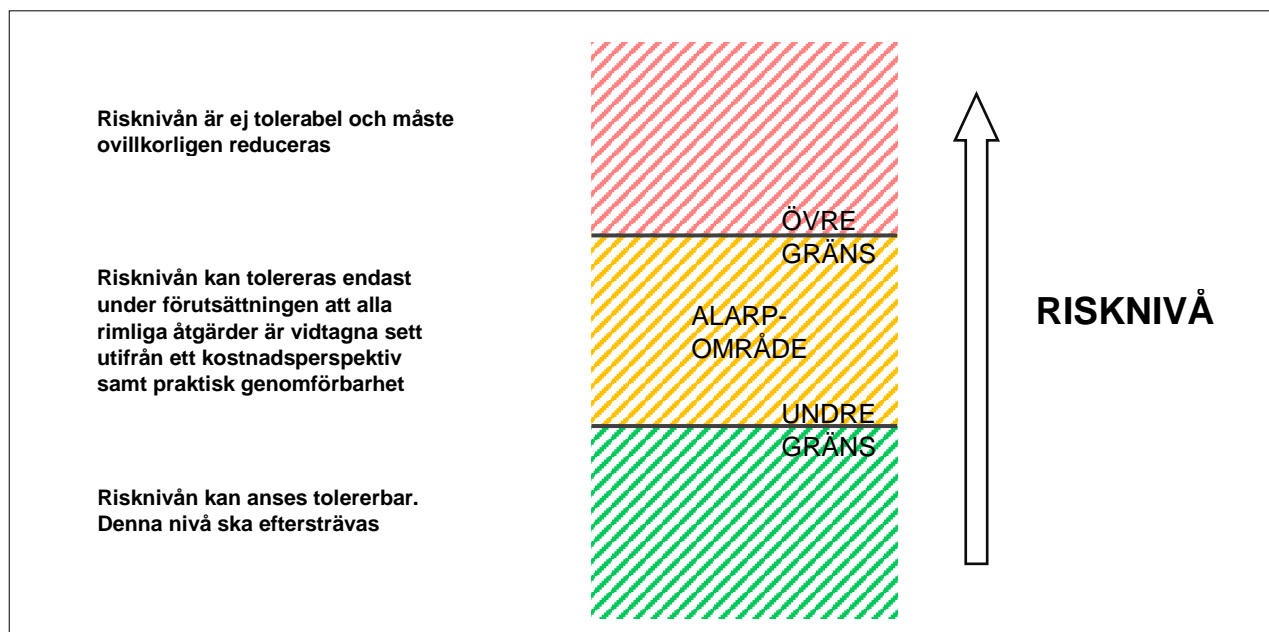 Risknivån är ej tolerabel och måste
ovillkorligen reduceras
ÖVRE
GRÄNS
Risknivån kan tolereras endast
under förutsättningen att alla
rimliga åtgärder är vidtagna sett
utifrån ett kostnadsperspektiv
samt praktisk genomförbarhet
ALARP-
OMRÅDE
RISKNIVÅ
UNDRE
GRÄNS
Risknivån kan anses tolererbar.
Denna nivå ska eftersträvas